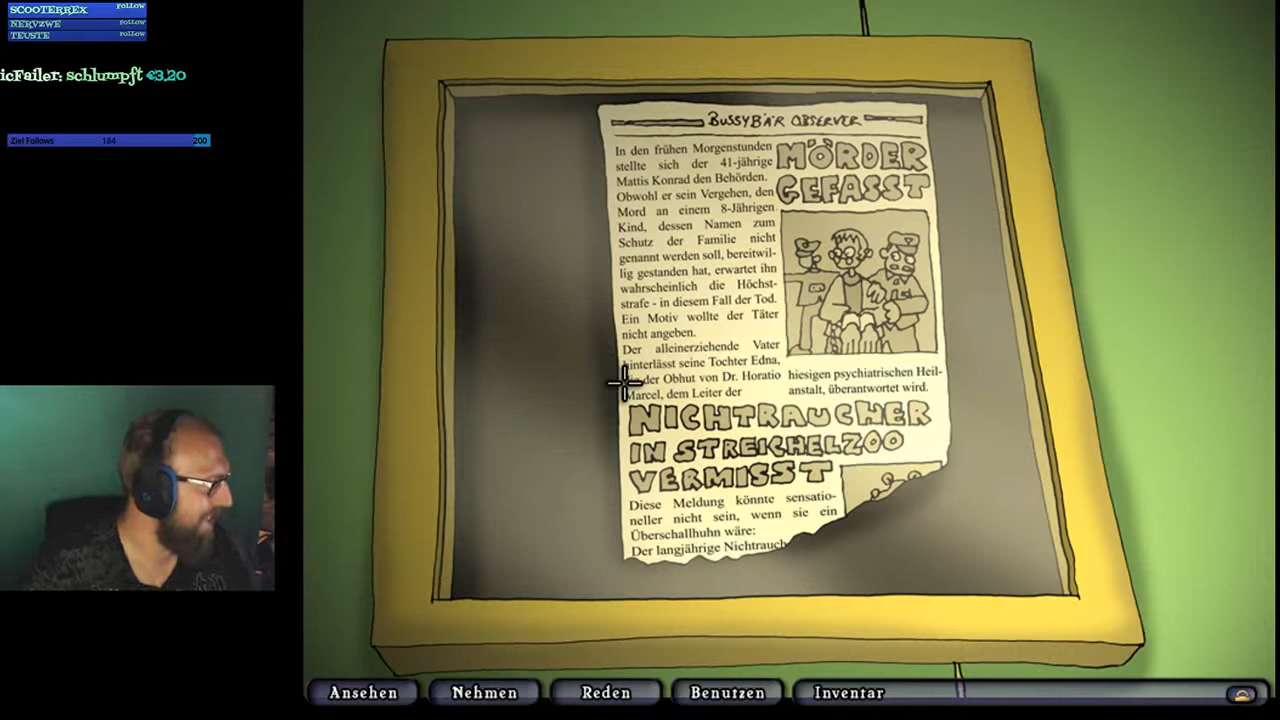 SCOOTERREX FOLLOW
NERVZWE FOLLOW
TEUSTE FOLLOW
icFailer: schlumpft €3.20
Ziel Follows 184 200
BUSSYBÄR OBSERVER
In den frühen Morgenstunden
stellte sich der 41-jährige
Mattis Konrad den Behörden.
Obwohl er sein Vergehen, den
Mord an einem 8-Jährigen
Kind, dessen Namen zum
Schutz der Familie nicht
genannt werden soll, bereitwil-
lig gestanden hat, erwartet ihn
wahrscheinlich die Höchst-
strafe - in diesem Fall der Tod.
Ein Motiv wollte der Täter
nicht angeben.
Der alleinerziehende Vater
hinterlässt seine Tochter Edna,
der Obhut von Dr. Horatio
Marcel, dem Leiter der
MÖRDER
GEFASST
hiesigen psychiatrischen Heil-
anstalt, überantwortet wird.
NICHTRAUCHER
IN STREICHELZOO
VERMISST
Diese Meldung könnte sensatio-
neller nicht sein, wenn sie ein
Überschallhuhn wäre:
Der langjährige Nichtrauch
Ansehen Nehmen Reden Benutzen Inventar